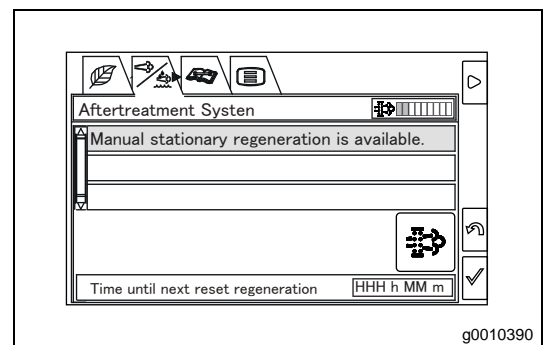 Aftertreatment Systen
Manual stationary regeneration is available.
Time until next reset regeneration HHH h MM m
g0010390